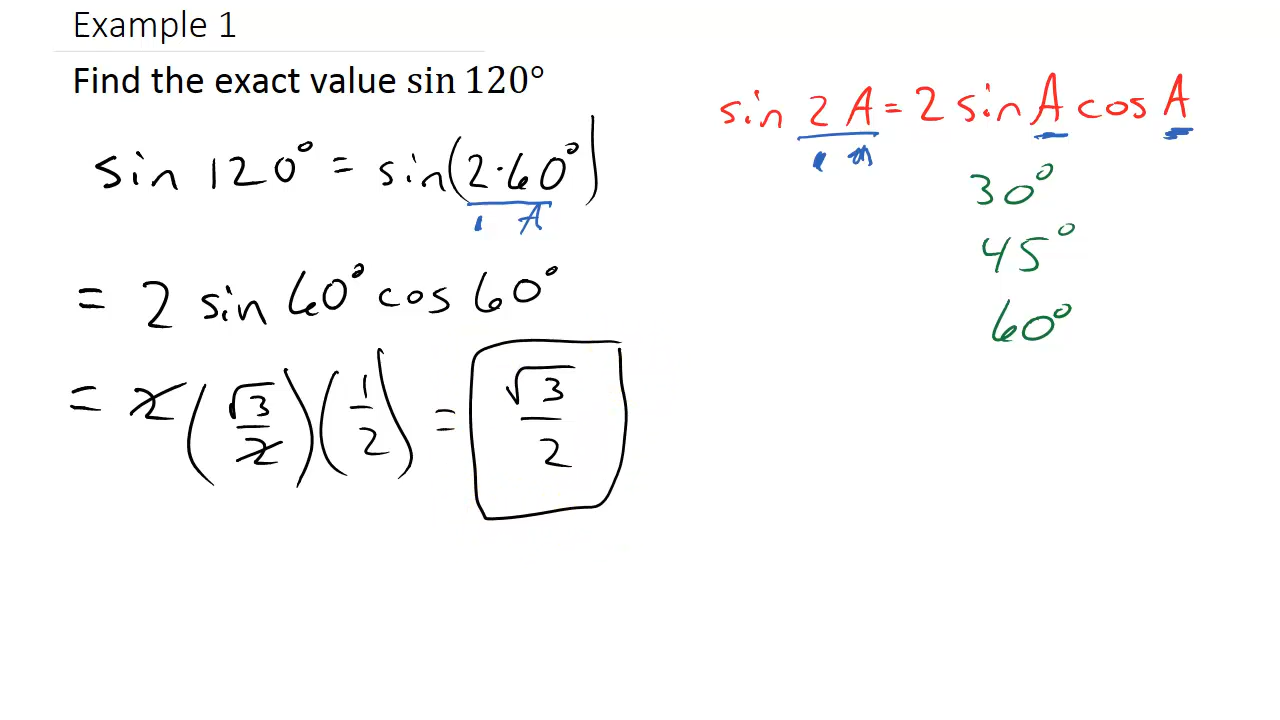 Example 1
Find the exact value sin 120°
sin 2A = 2 sin A cos A
sin 120° = sin(2·60°)
A
= 2 sin 60° cos 60°
= 2(√3/2)(1/2) = √3/2
30°
45°
60°